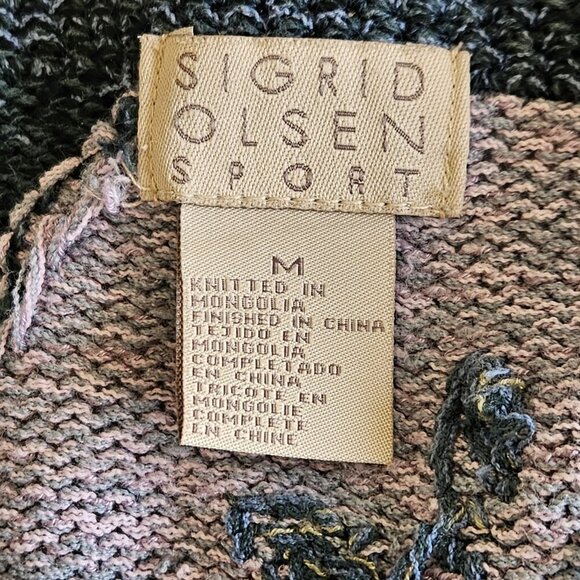 SIGRID
OLSEN
SPORT
M
KNITTED IN
MONGOLIA
FINISHED IN CHINA
TEJIDO EN
MONGOLIA
COMPLETADO
EN CHINA
TRICOTE EN
MONGOLIE
COMPLETE
EN CHINE